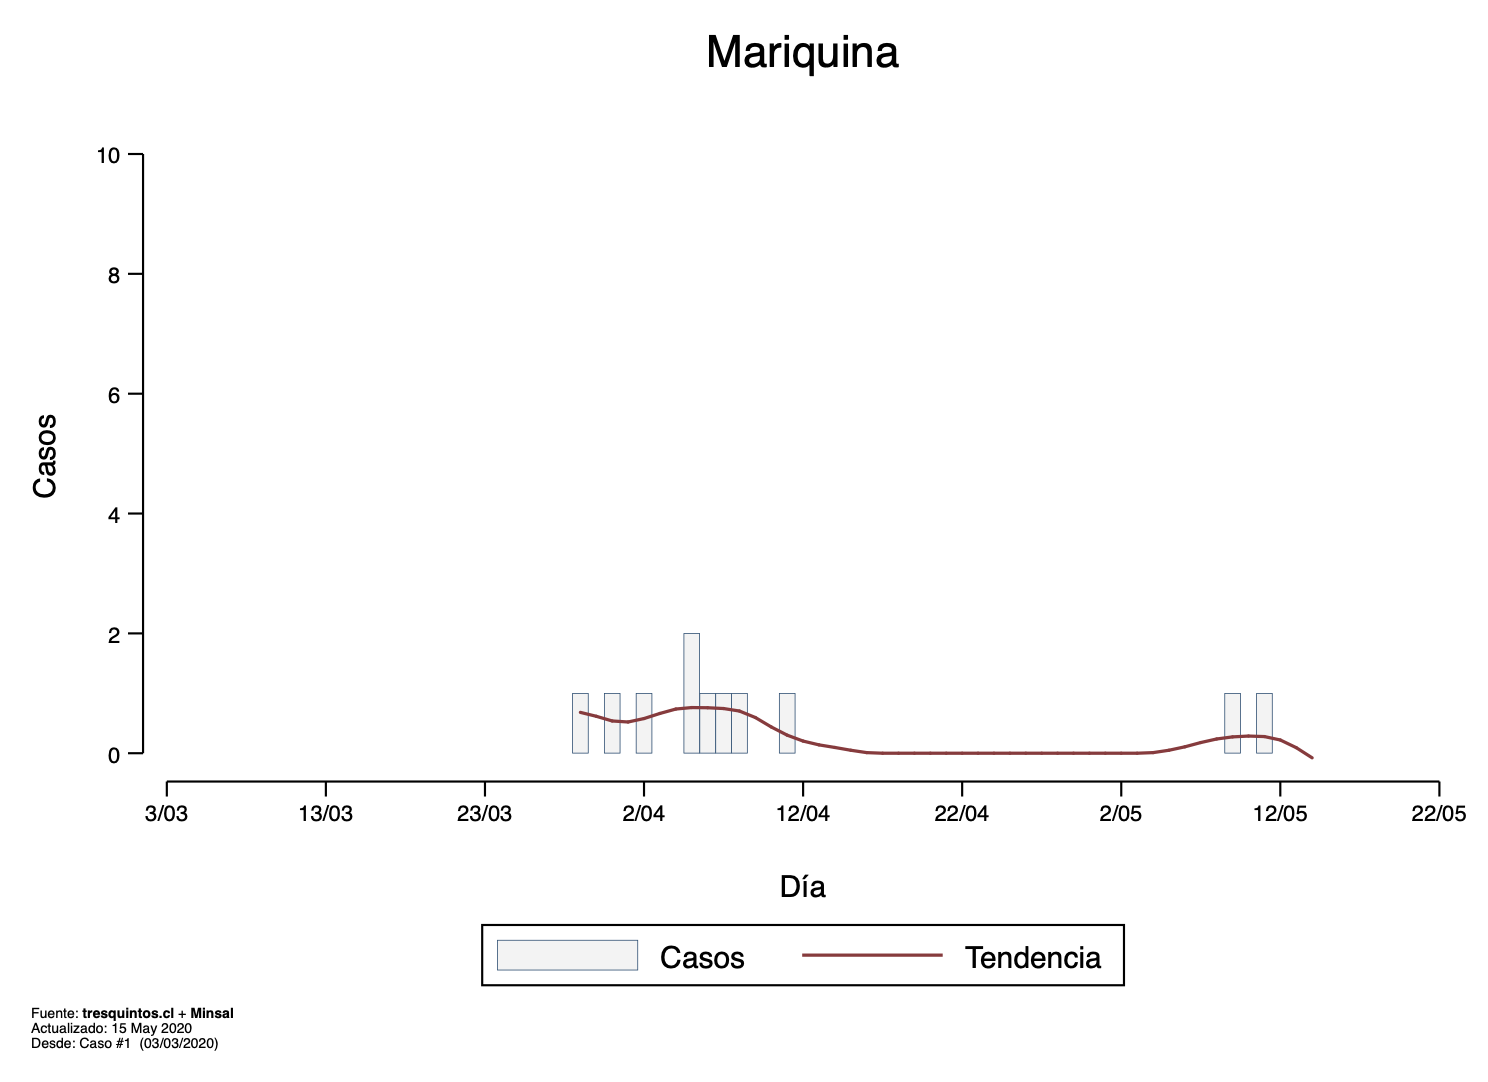 Mariquina
10
8
6
4
2
0
Casos
3/03 13/03 23/03 2/04 12/04 22/04 2/05 12/05 22/05
Día
Casos Tendencia
Fuente: tresquintos.cl + Minsal
Actualizado: 15 May 2020
Desde: Caso #1 (03/03/2020)